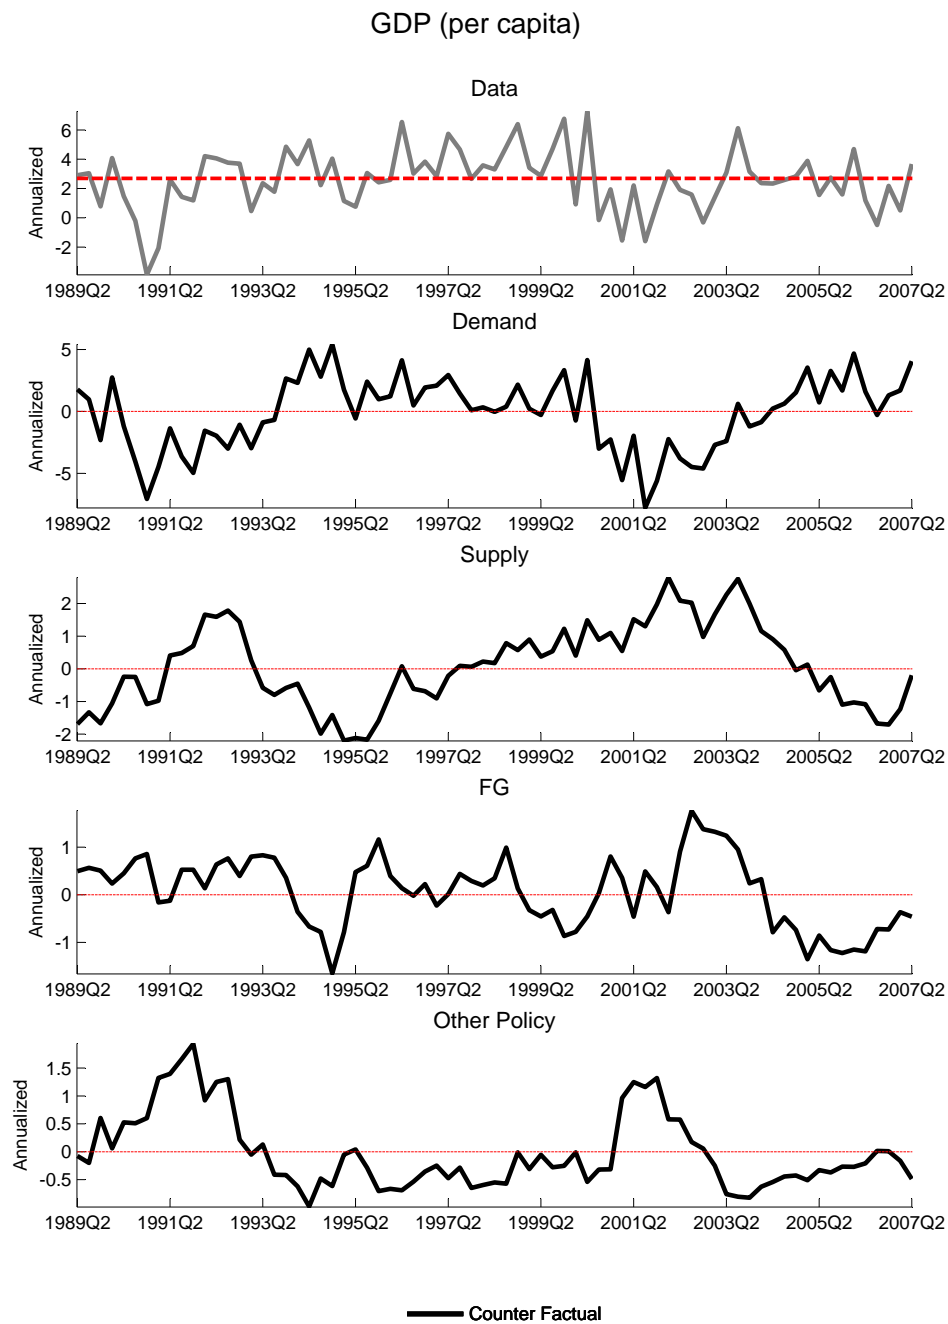 GDP (per capita)
Data
Annualized
6
4
2
0
-2
1989Q2 1991Q2 1993Q2 1995Q2 1997Q2 1999Q2 2001Q2 2003Q2 2005Q2 2007Q2
Demand
Annualized
5
0
-5
1989Q2 1991Q2 1993Q2 1995Q2 1997Q2 1999Q2 2001Q2 2003Q2 2005Q2 2007Q2
Supply
Annualized
2
1
0
-1
-2
1989Q2 1991Q2 1993Q2 1995Q2 1997Q2 1999Q2 2001Q2 2003Q2 2005Q2 2007Q2
FG
Annualized
1
0
-1
1989Q2 1991Q2 1993Q2 1995Q2 1997Q2 1999Q2 2001Q2 2003Q2 2005Q2 2007Q2
Other Policy
Annualized
1.5
1
0.5
0
-0.5
1989Q2 1991Q2 1993Q2 1995Q2 1997Q2 1999Q2 2001Q2 2003Q2 2005Q2 2007Q2
Counter Factual